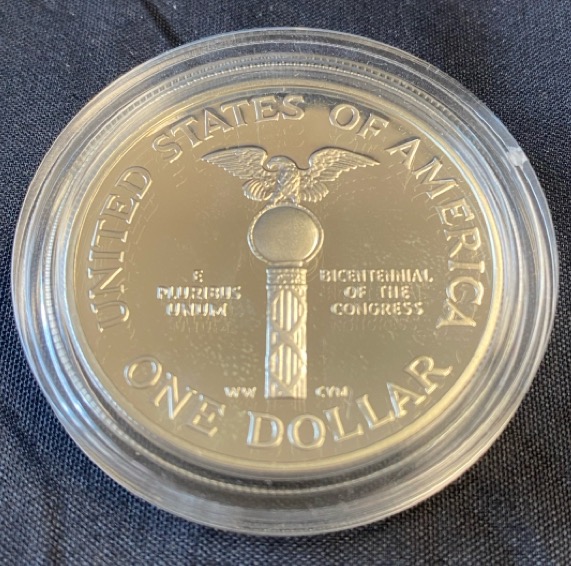 UNITED STATES OF AMERICA
E
PLURIBUS
UNUM
BICENTENNIAL
OF THE
CONGRESS
WW
CYM
ONE DOLLAR